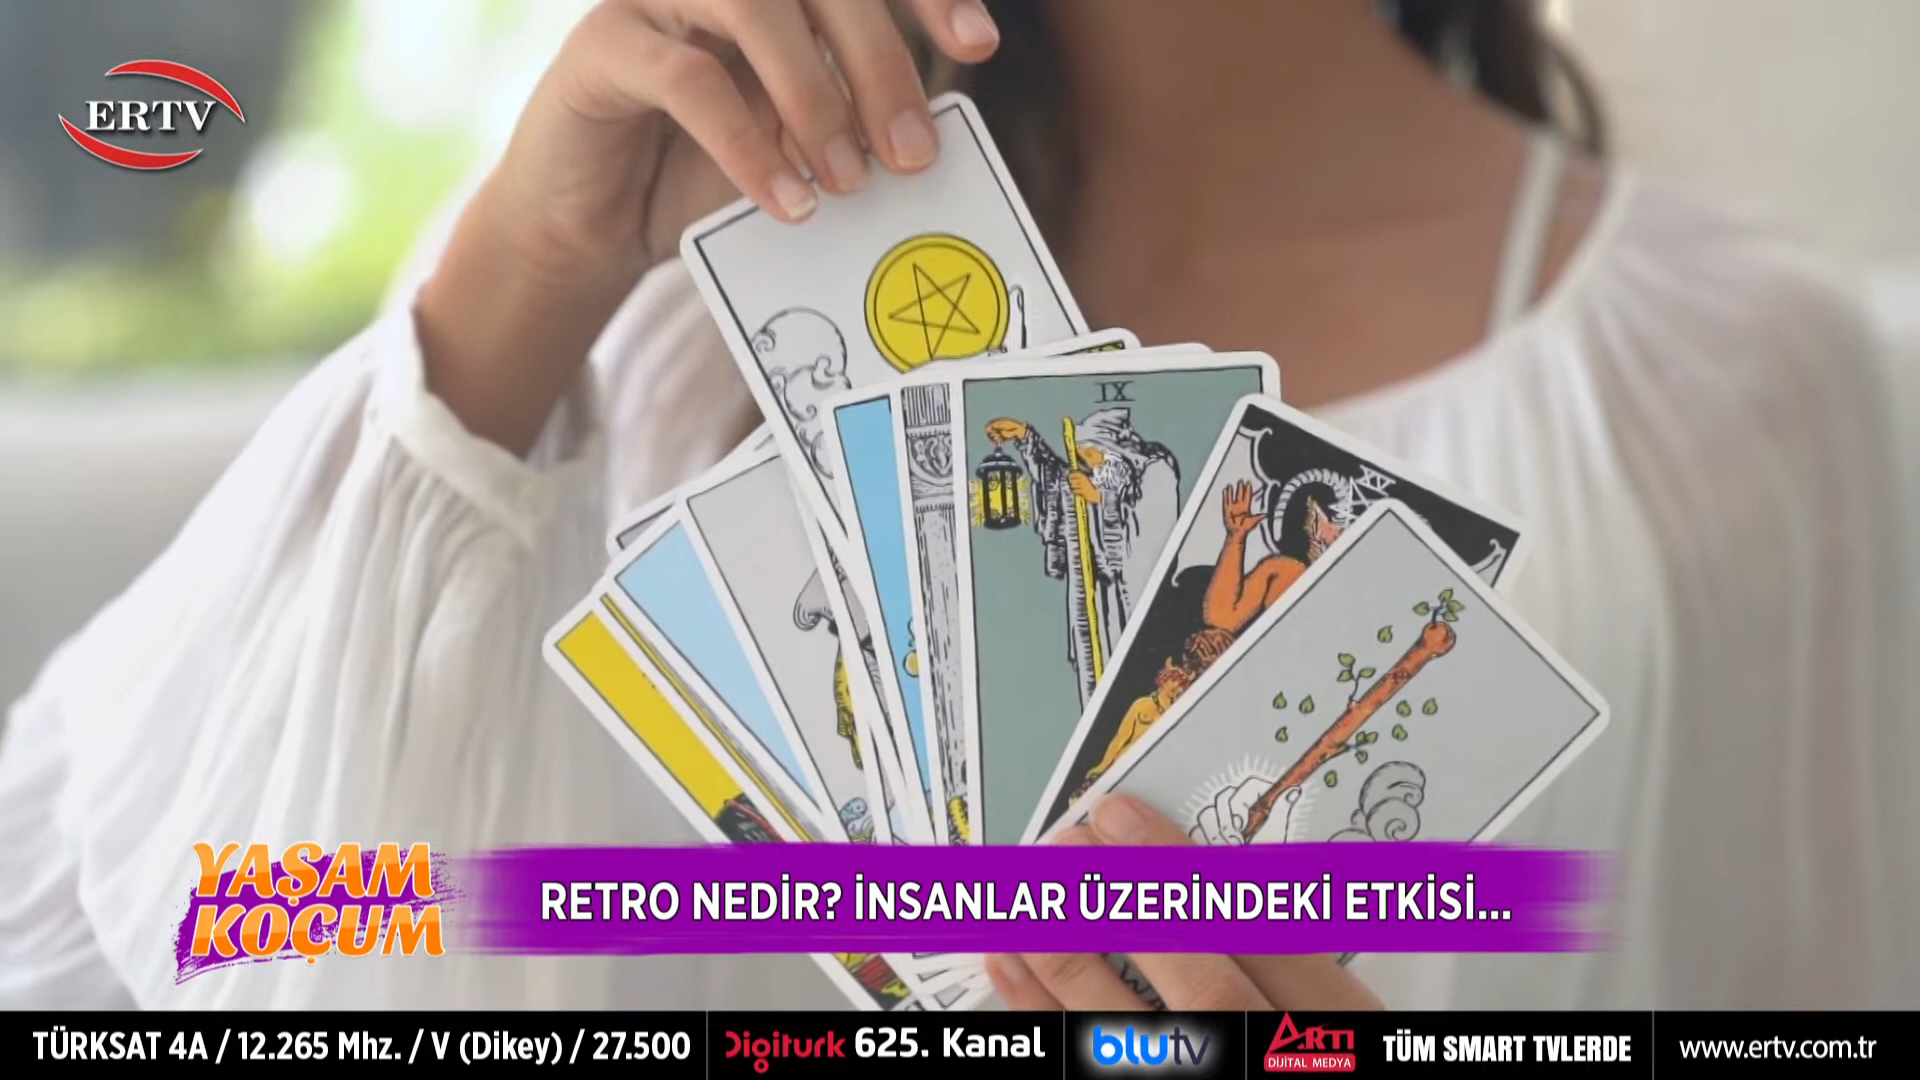 ERTV
IX
YAŞAM
KOÇUM
RETRO NEDİR? İNSANLAR ÜZERİNDEKİ ETKİSİ...
TÜRKSAT 4A / 12.265 Mhz. / V (Dikey) / 27.500
Digiturk 625. Kanal
blutv
ARTI
DİJİTAL MEDYA
TÜM SMART TVLERDE
www.ertv.com.tr